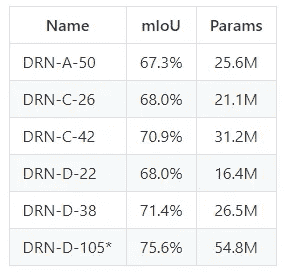 Name mIoU Params
DRN-A-50 67.3% 25.6M
DRN-C-26 68.0% 21.1M
DRN-C-42 70.9% 31.2M
DRN-D-22 68.0% 16.4M
DRN-D-38 71.4% 26.5M
DRN-D-105* 75.6% 54.8M